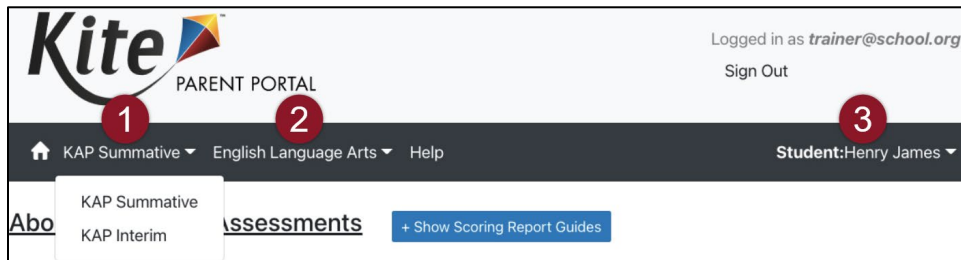 Kite
PARENT PORTAL
Logged in as trainer@school.org
Sign Out
1
2
3
KAP Summative English Language Arts Help Student:Henry James
KAP Summative
KAP Interim
Abo ssessments + Show Scoring Report Guides